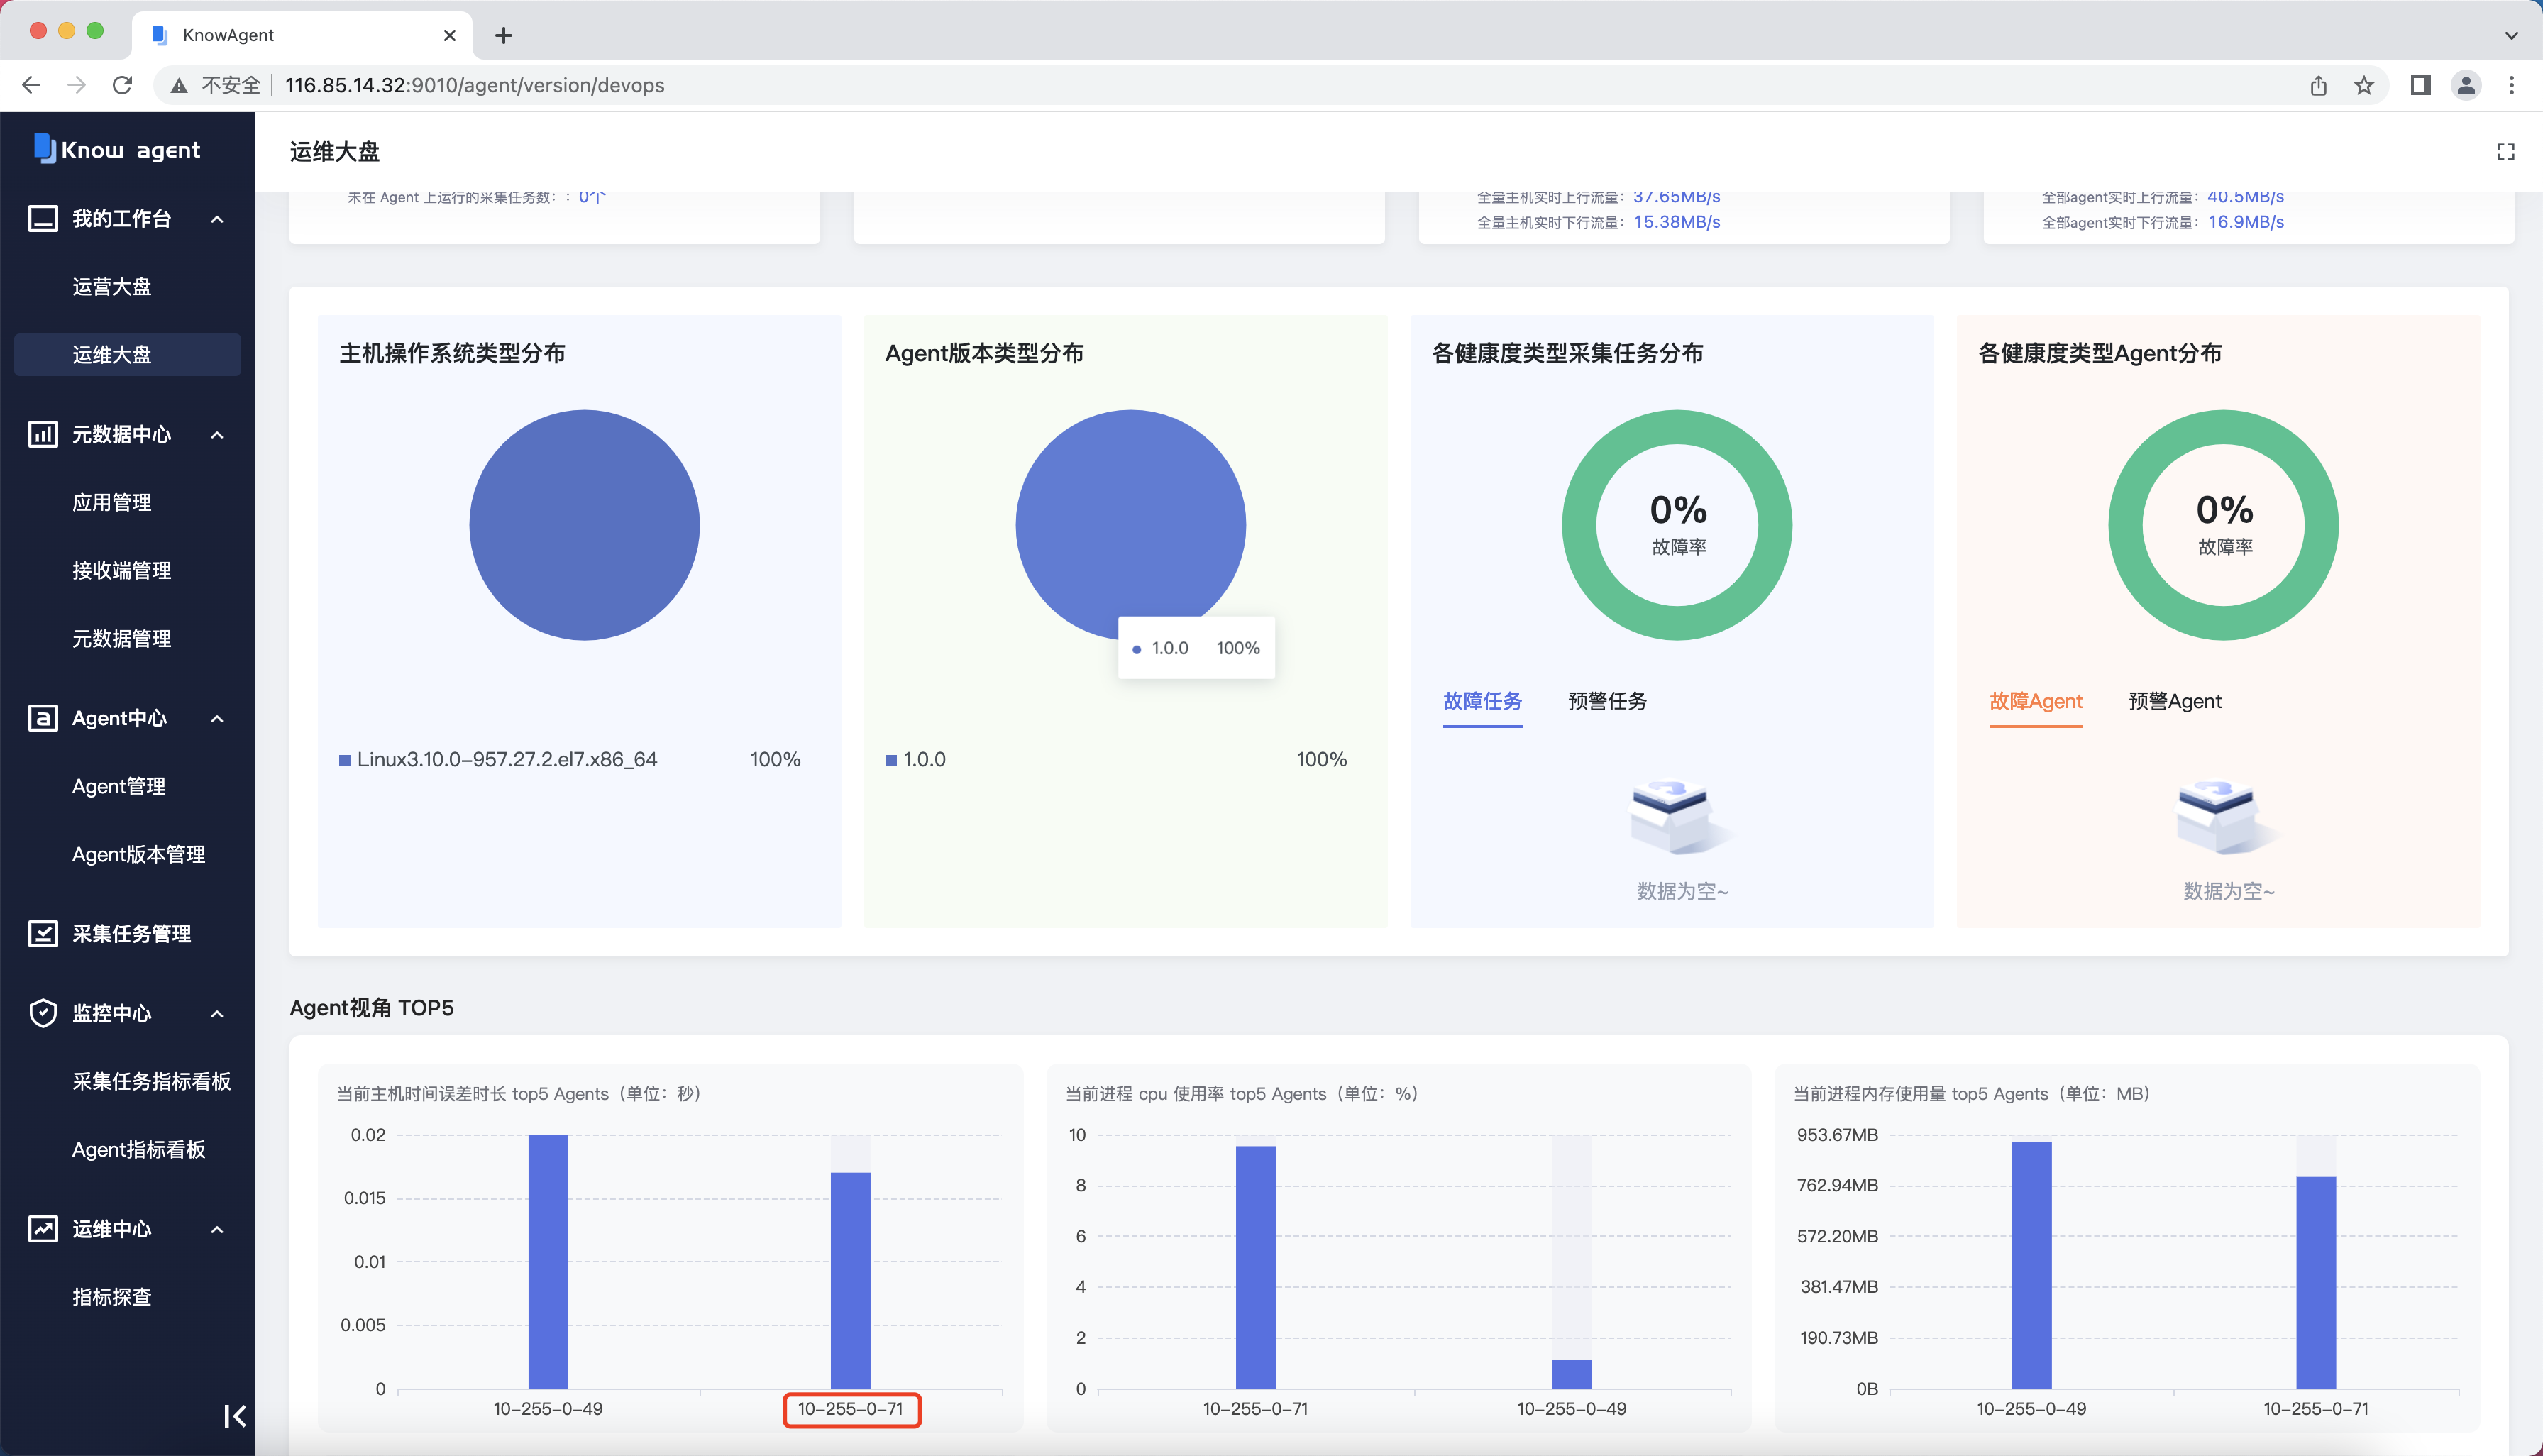 KnowAgent
不安全
116.85.14.32:9010/agent/version/devops
Know agent
我的工作台
运营大盘
运维大盘
元数据中心
应用管理
接收端管理
元数据管理
Agent中心
Agent管理
Agent版本管理
采集任务管理
监控中心
采集任务指标看板
Agent指标看板
运维中心
指标探查
运维大盘
未在 Agent 上运行的采集任务数: : 0个
全量主机实时上行流量: 37.65MB/s
全量主机实时下行流量: 15.38MB/s
全部agent实时上行流量: 40.5MB/s
全部agent实时下行流量: 16.9MB/s
主机操作系统类型分布
Linux3.10.0-957.27.2.el7.x86_64 100%
Agent版本类型分布
1.0.0 100%
1.0.0 100%
各健康度类型采集任务分布
0%
故障率
故障任务 预警任务
数据为空~
各健康度类型Agent分布
0%
故障率
故障Agent 预警Agent
数据为空~
Agent视角 TOP5
当前主机时间误差时长 top5 Agents（单位：秒）
0.02
0.015
0.01
0.005
0
10-255-0-49 10-255-0-71
当前进程 cpu 使用率 top5 Agents（单位：%）
10
8
6
4
2
0
10-255-0-71 10-255-0-49
当前进程内存使用量 top5 Agents（单位：MB）
953.67MB
762.94MB
572.20MB
381.47MB
190.73MB
0B
10-255-0-49 10-255-0-71